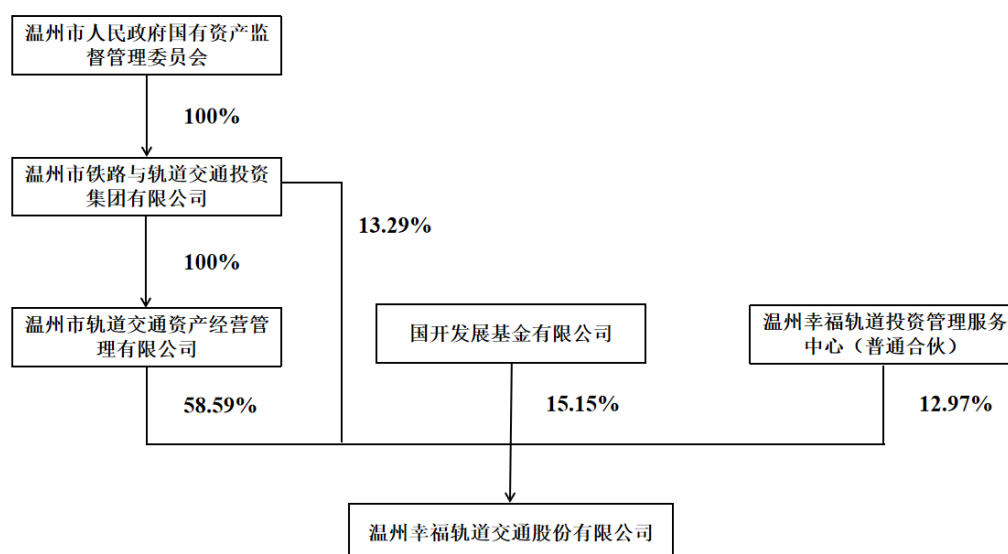 温州市人民政府国有资产监
督管理委员会
100%
温州市铁路与轨道交通投资
集团有限公司
13.29%
100%
温州市轨道交通资产经营管
理有限公司
国开发展基金有限公司
温州幸福轨道投资管理服务
中心（普通合伙）
58.59%
15.15%
12.97%
温州幸福轨道交通股份有限公司